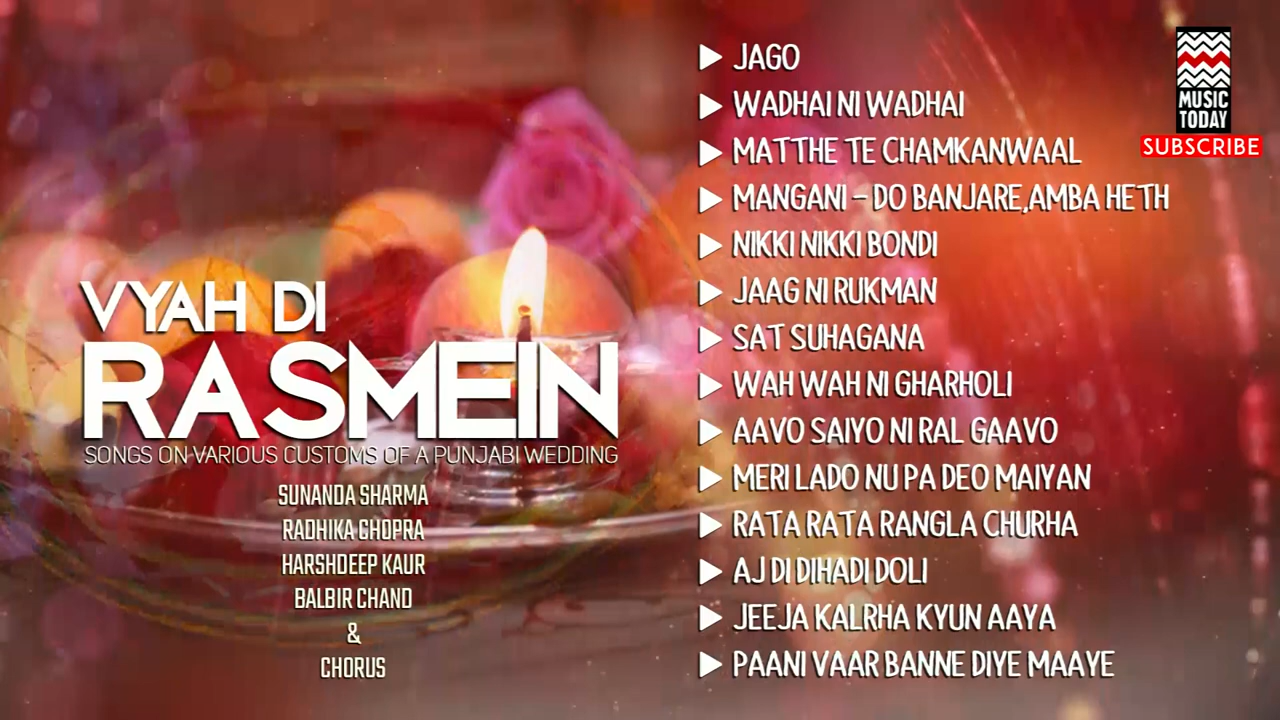 VYAH DI
RASMEIN
SONGS ON VARIOUS CUSTOMS OF A PUNJABI WEDDING
SUNANDA SHARMA
RADHIKA CHOPRA
HARSHDEEP KAUR
BALBIR CHAND
&
CHORUS
JAGO
WADHAI NI WADHAI
MATTHE TE CHAMKANWAAL
MANGANI - DO BANJARE,AMBA HETH
NIKKI NIKKI BONDI
JAAG NI RUKMAN
SAT SUHAGANA
WAH WAH NI GHARHOLI
AAVO SAIYO NI RAL GAAVO
MERI LADO NU PA DEO MAIYAN
RATA RATA RANGLA CHURHA
AJ DI DIHADI DOLI
JEEJA KALRHA KYUN AAYA
PAANI VAAR BANNE DIYE MAAYE
MUSIC
TODAY
SUBSCRIBE